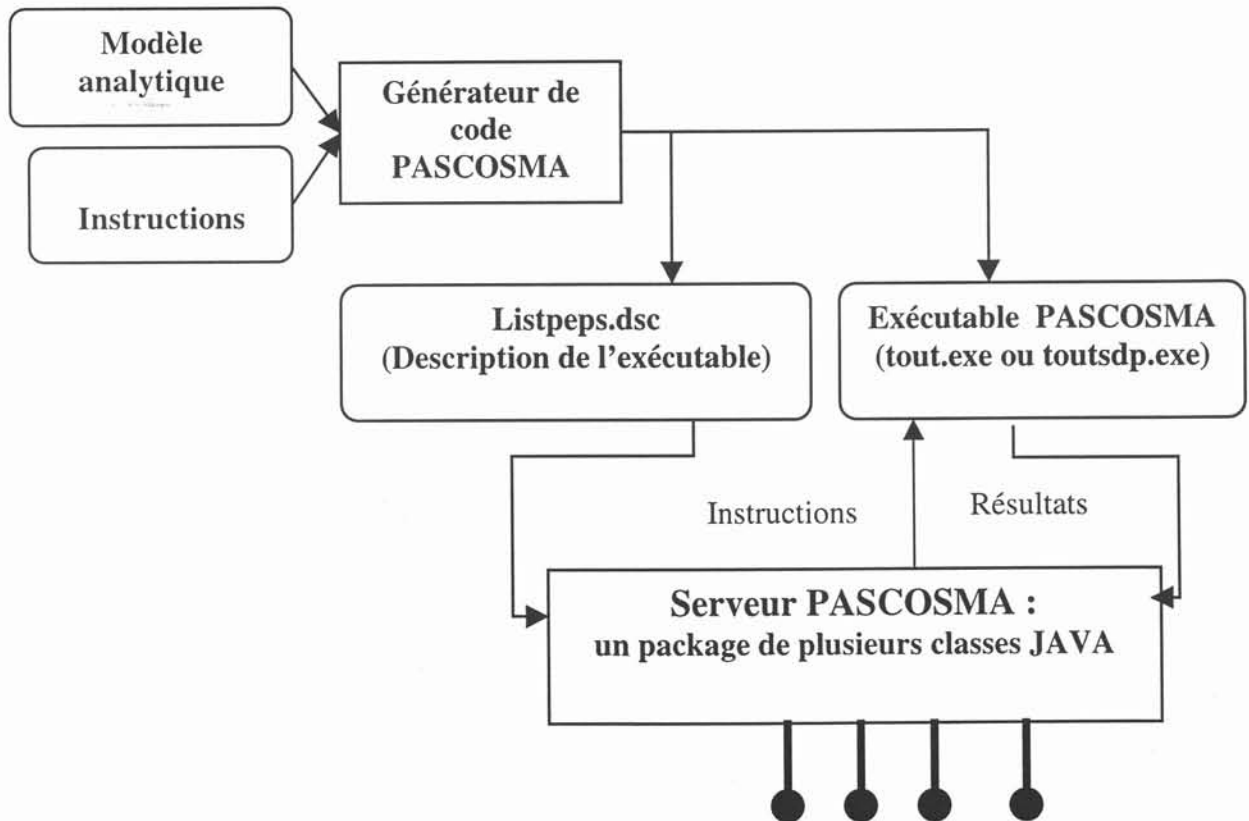 Modèle
analytique
Générateur de
code
PASCOSMA
Instructions
Listpeps.dsc
(Description de l'exécutable)
Exécutable PASCOSMA
(tout.exe ou toutsdp.exe)
Instructions
Résultats
Serveur PASCOSMA :
un package de plusieurs classes JAVA